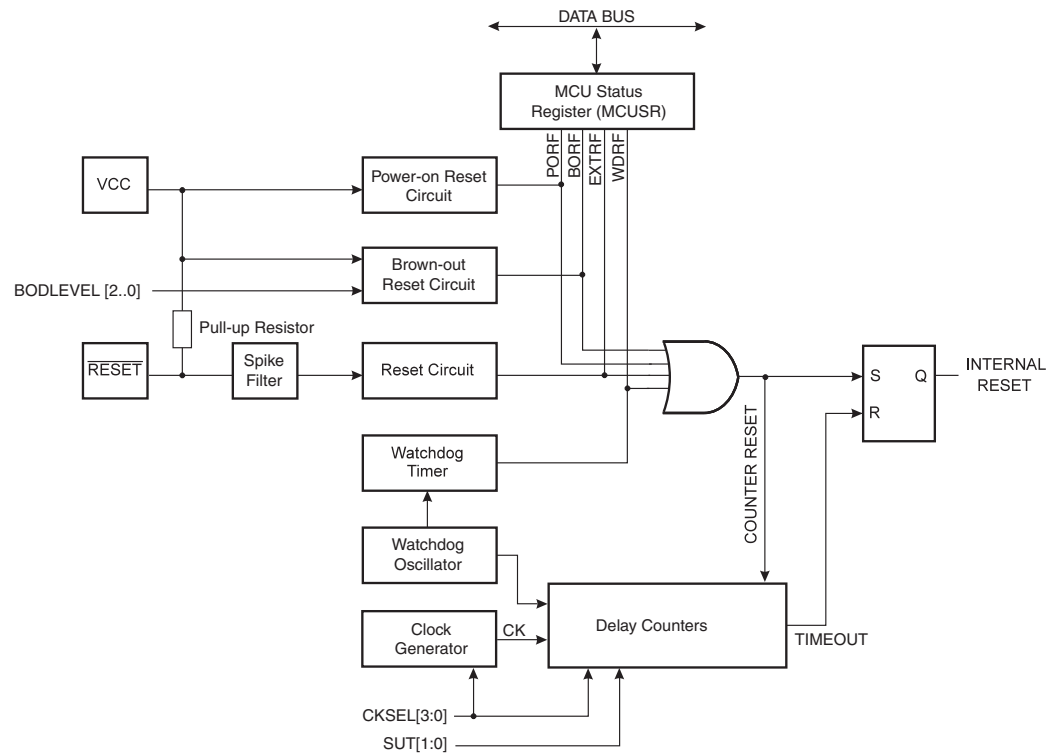 DATA BUS
MCU Status
Register (MCUSR)
PORF
BORF
EXTRF
WDRF
VCC
Power-on Reset
Circuit
Brown-out
Reset Circuit
BODLEVEL [2..0]
Pull-up Resistor
RESET
Spike
Filter
Reset Circuit
S
Q
INTERNAL
RESET
R
COUNTER RESET
Watchdog
Timer
Watchdog
Oscillator
Clock
Generator
CK
Delay Counters
TIMEOUT
CKSEL[3:0]
SUT[1:0]